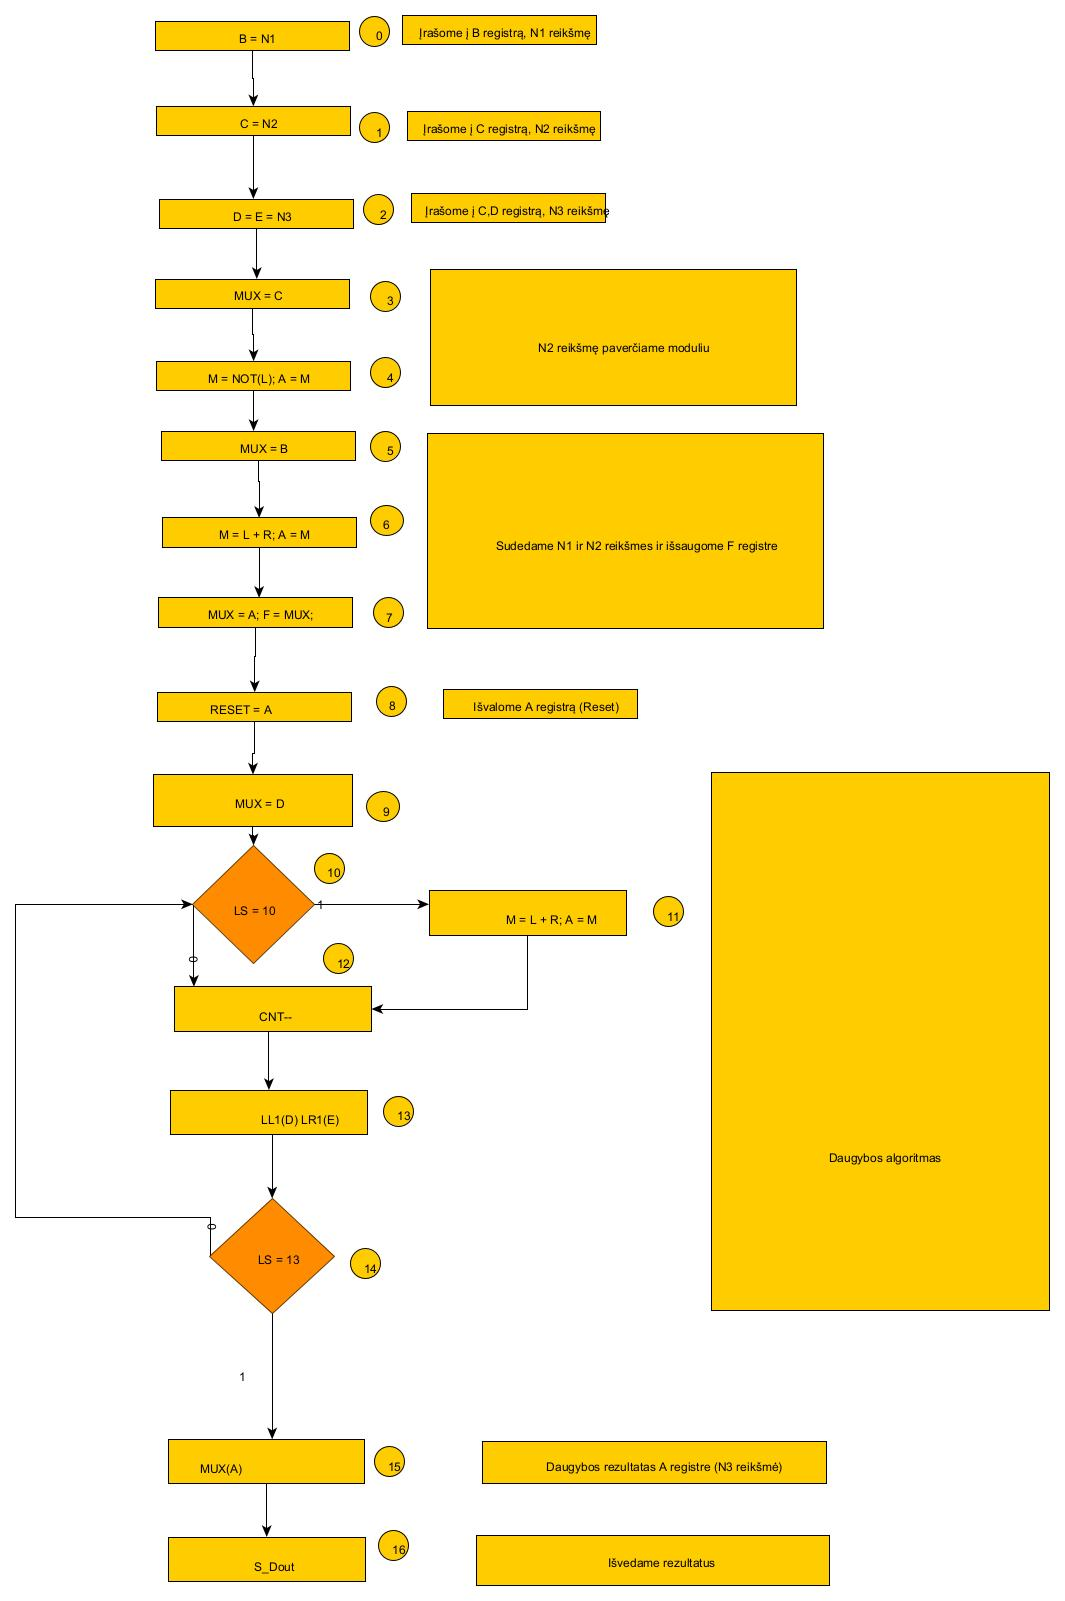 B = N1
0
Įrašome į B registrą, N1 reikšmę
C = N2
1
Įrašome į C registrą, N2 reikšmę
D = E = N3
2
Įrašome į C,D registrą, N3 reikšmę
MUX = C
3
N2 reikšmę paverčiame moduliu
M = NOT(L); A = M
4
MUX = B
5
M = L + R; A = M
6
Sudedame N1 ir N2 reikšmes ir išsaugome F registre
MUX = A; F = MUX;
7
RESET = A
8
Išvalome A registrą (Reset)
MUX = D
9
10
LS = 10
1
M = L + R; A = M
11
0
12
CNT--
LL1(D) LR1(E)
13
Daugybos algoritmas
0
LS = 13
14
1
MUX(A)
15
Daugybos rezultatas A registre (N3 reikšmė)
S_Dout
16
Išvedame rezultatus